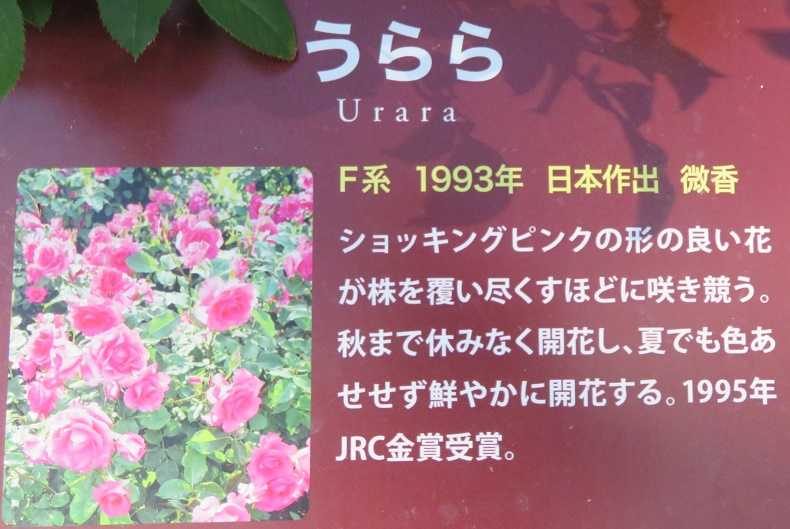 うらら
Urara
F系 1993年 日本作出 微香
ショッキングピンクの形の良い花
が株を覆い尽くすほどに咲き競う。
秋まで休みなく開花し、夏でも色あ
せせず鮮やかに開花する。1995年
JRC金賞受賞。